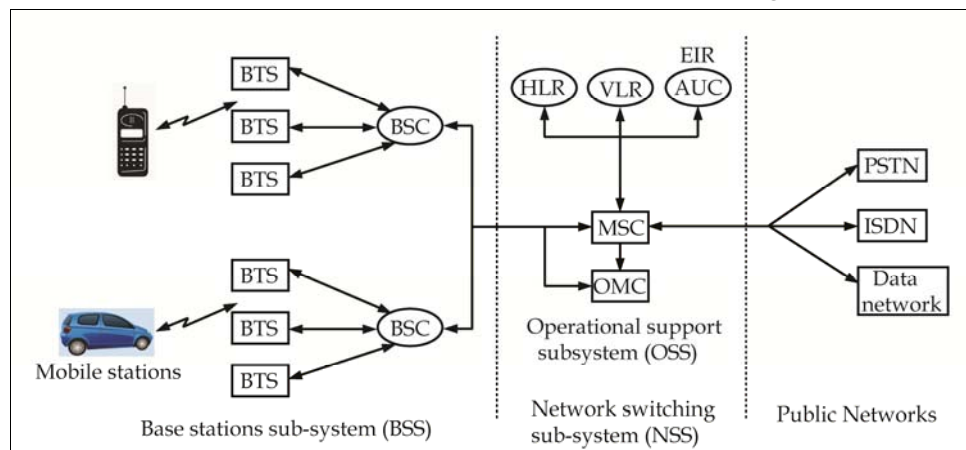 BTS
BTS
BTS
BSC
BTS
BTS
BTS
BSC
Mobile stations
Base stations sub-system (BSS)
EIR
HLR
VLR
AUC
MSC
OMC
Operational support
subsystem (OSS)
Network switching
sub-system (NSS)
PSTN
ISDN
Data
network
Public Networks